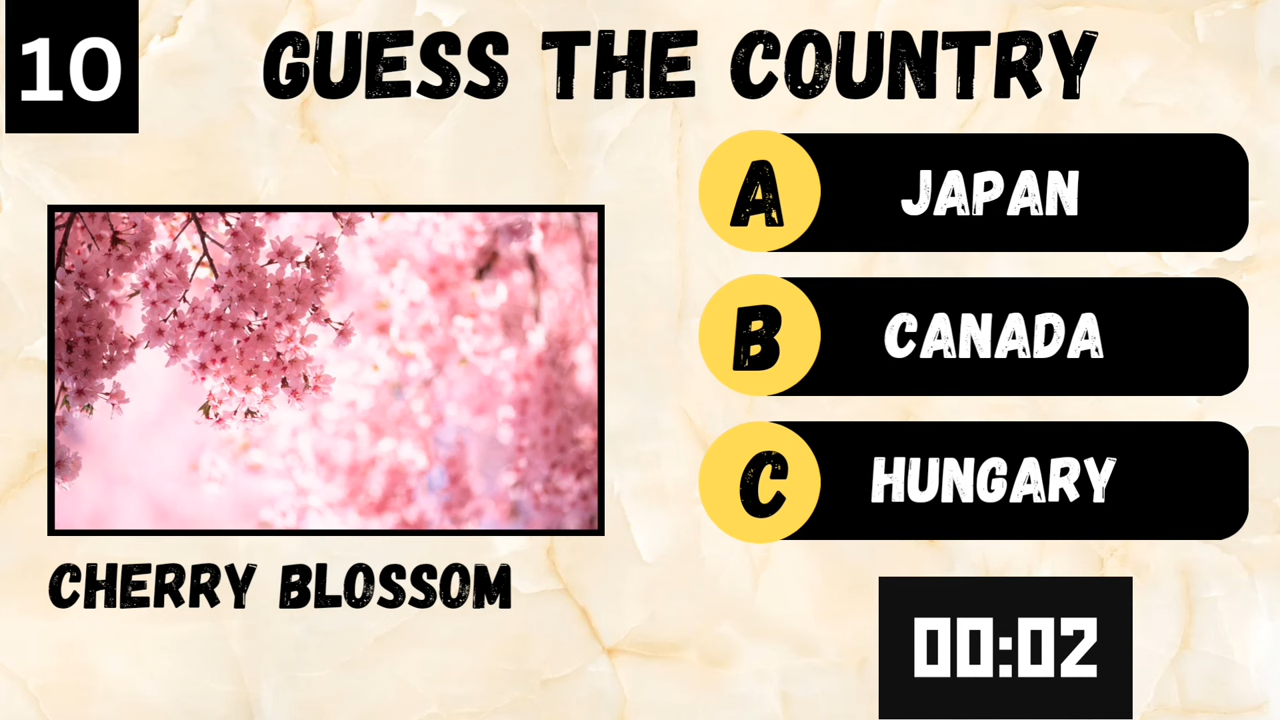 10
GUESS THE COUNTRY
A JAPAN
B CANADA
C HUNGARY
CHERRY BLOSSOM
00:02